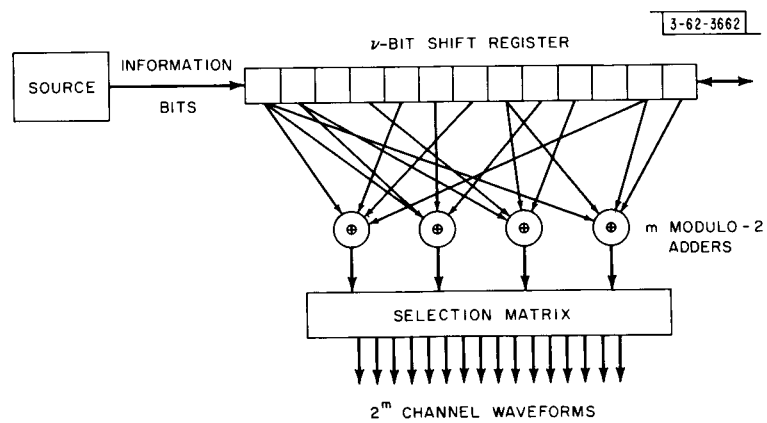 3-62-3662
ν-BIT SHIFT REGISTER
SOURCE
INFORMATION
BITS
⊕ ⊕ ⊕ ⊕
m MODULO-2
ADDERS
SELECTION MATRIX
2^m CHANNEL WAVEFORMS